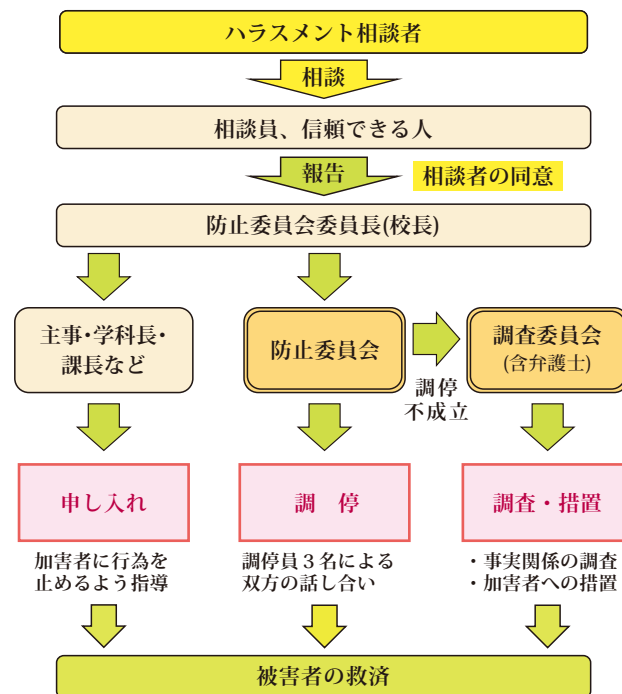 ハラスメント相談者
相談
相談員、信頼できる人
報告
相談者の同意
防止委員会委員長(校長)
主事・学科長・
課長など
防止委員会
調査委員会
(含弁護士)
調停
不成立
申し入れ
調　停
調査・措置
加害者に行為を
止めるよう指導
調停員３名による
双方の話し合い
・事実関係の調査
・加害者への措置
被害者の救済